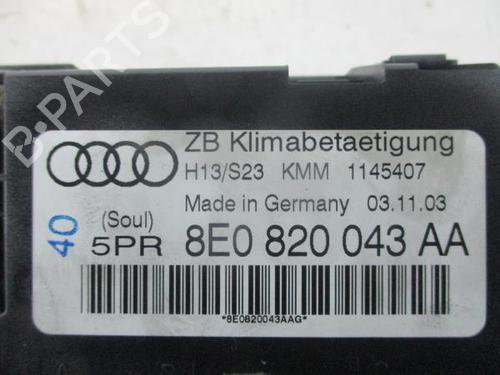 ZB Klimabetaetigung
H13/S23 KMM 1145407
Made in Germany 03.11.03
40
(Soul)
5PR 8E0 820 043 AA
*8E0820043AAG*
B-PARTS